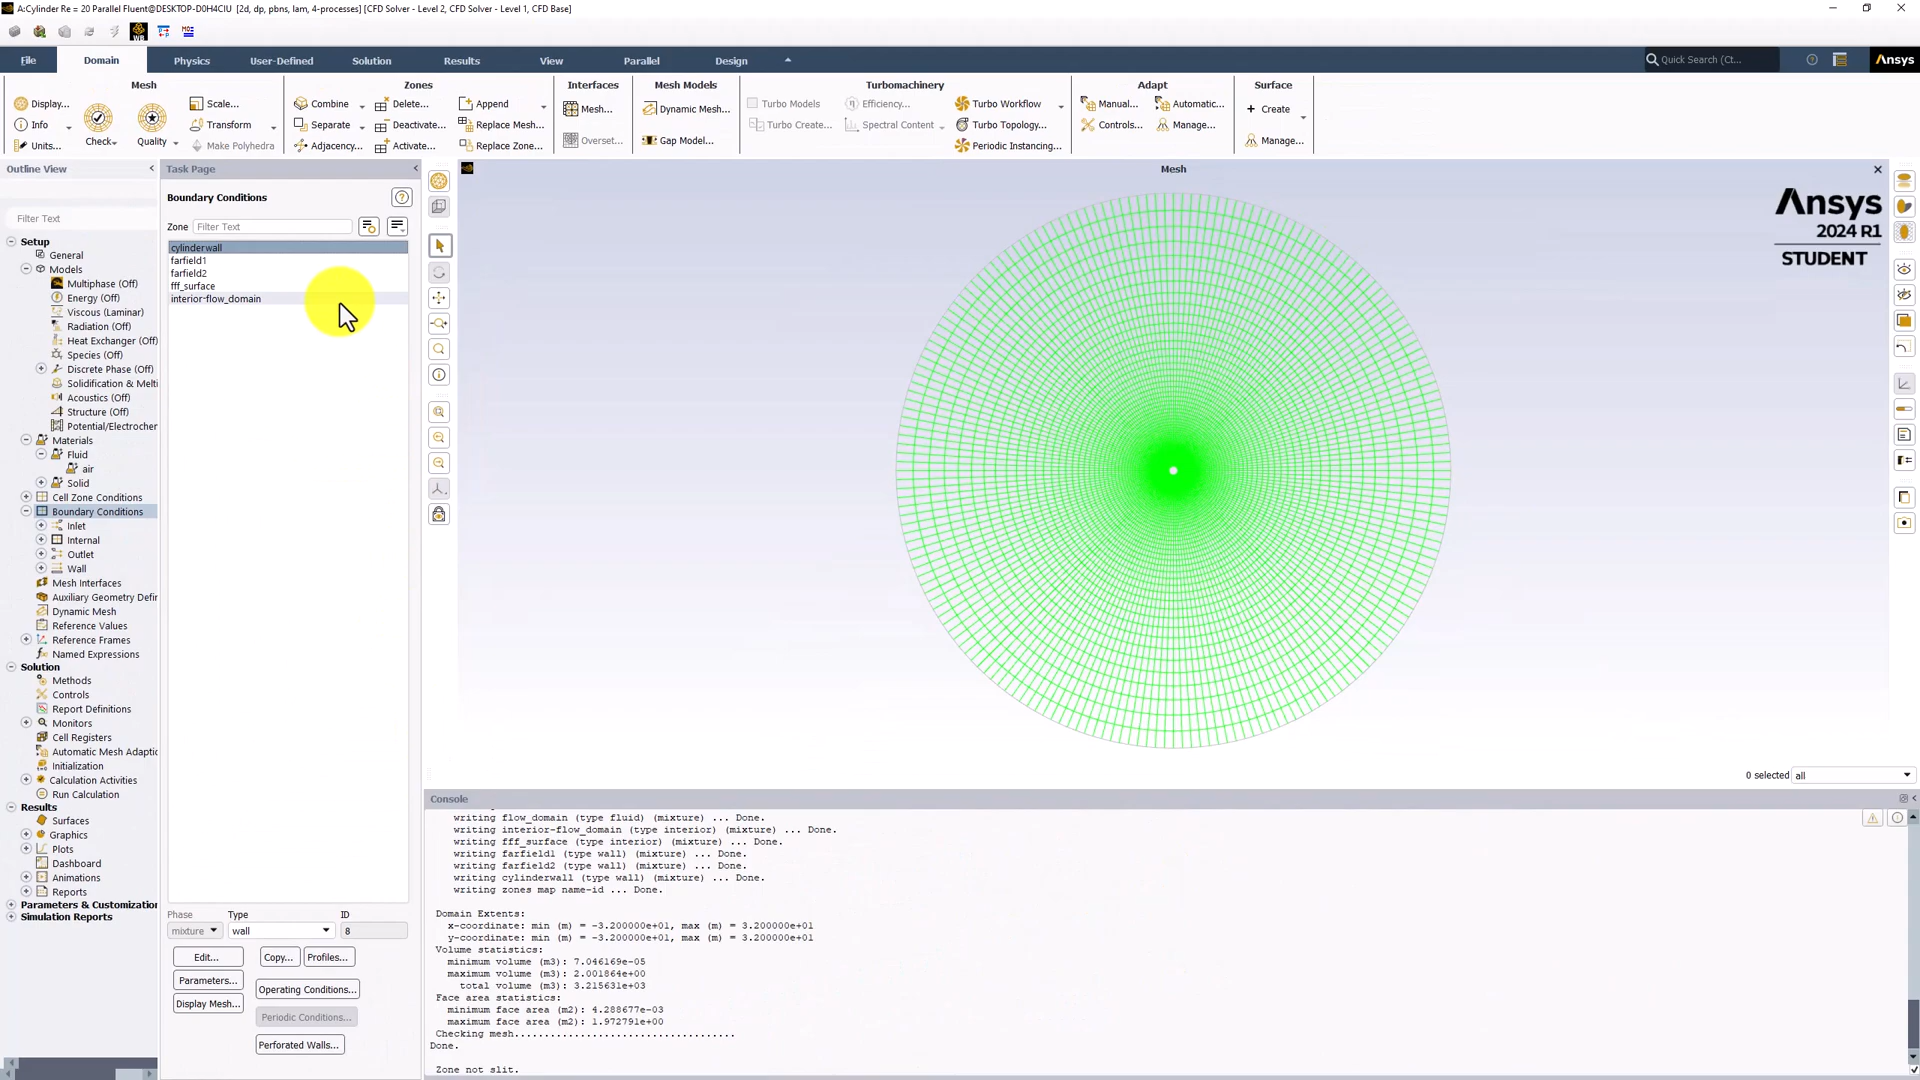 A:Cylinder Re = 20 Parallel Fluent@DESKTOP-D0H4CIU [2d, dp, pbns, lam, 4-processes] [CFD Solver - Level 2, CFD Solver - Level 1, CFD Base]
File Domain Physics User-Defined Solution Results View Parallel Design Quick Search (Ct... Ansys
Mesh Zones Interfaces Mesh Models Turbomachinery Adapt Surface
Display... Scale... Combine Delete... Append Mesh... Dynamic Mesh... Turbo Models Efficiency... Turbo Workflow Manual... Automatic... Create
Info Check Quality Transform Separate Deactivate... Replace Mesh... Turbo Create... Spectral Content Turbo Topology... Controls... Manage...
Units... Make Polyhedra Adjacency... Activate... Replace Zone... Overset... Gap Model... Periodic Instancing... Manage...
Outline View
Filter Text
Setup
General
Models
Multiphase (Off)
Energy (Off)
Viscous (Laminar)
Radiation (Off)
Heat Exchanger (Off)
Species (Off)
Discrete Phase (Off)
Solidification & Melti
Acoustics (Off)
Structure (Off)
Potential/Electrocher
Materials
Fluid
air
Solid
Cell Zone Conditions
Boundary Conditions
Inlet
Internal
Outlet
Wall
Mesh Interfaces
Auxiliary Geometry Defir
Dynamic Mesh
Reference Values
Reference Frames
Named Expressions
Solution
Methods
Controls
Report Definitions
Monitors
Cell Registers
Automatic Mesh Adaptic
Initialization
Calculation Activities
Run Calculation
Results
Surfaces
Graphics
Plots
Dashboard
Animations
Reports
Parameters & Customization
Simulation Reports
Task Page
Boundary Conditions
Zone Filter Text
cylinderwall
farfield1
farfield2
fff_surface
interior-flow_domain
Phase Type ID
mixture wall 8
Edit... Copy... Profiles...
Parameters... Operating Conditions...
Display Mesh... Periodic Conditions...
Perforated Walls...
Mesh
Ansys
2024 R1
STUDENT
0 selected all
Console
writing flow_domain (type fluid) (mixture) ... Done.
writing interior-flow_domain (type interior) (mixture) ... Done.
writing fff_surface (type interior) (mixture) ... Done.
writing farfield1 (type wall) (mixture) ... Done.
writing farfield2 (type wall) (mixture) ... Done.
writing cylinderwall (type wall) (mixture) ... Done.
writing zones map name-id ... Done.
Domain Extents:
x-coordinate: min (m) = -3.200000e+01, max (m) = 3.200000e+01
y-coordinate: min (m) = -3.200000e+01, max (m) = 3.200000e+01
Volume statistics:
minimum volume (m3): 7.046169e-05
maximum volume (m3): 2.001864e+00
total volume (m3): 3.215631e+03
Face area statistics:
minimum face area (m2): 4.288677e-03
maximum face area (m2): 1.972791e+00
Checking mesh.....................................
Done.
Zone not slit.